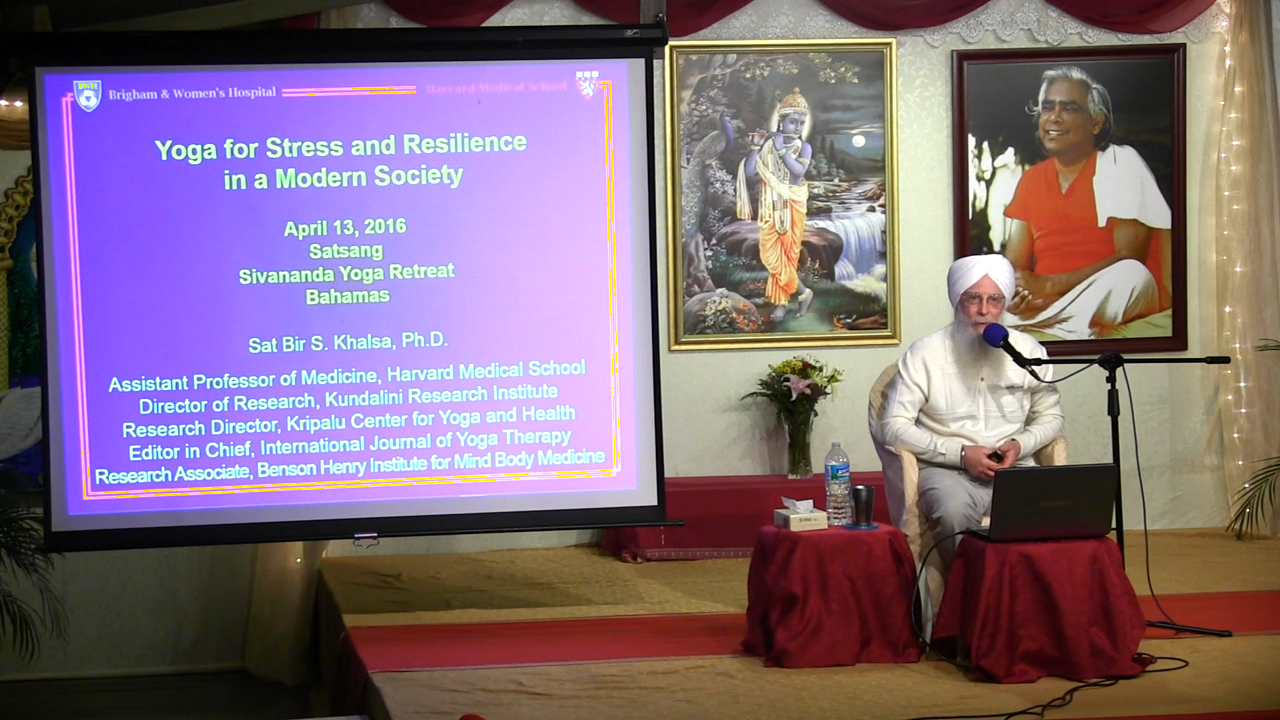 Brigham & Women's Hospital
Harvard Medical School
Yoga for Stress and Resilience
in a Modern Society
April 13, 2016
Satsang
Sivananda Yoga Retreat
Bahamas
Sat Bir S. Khalsa, Ph.D.
Assistant Professor of Medicine, Harvard Medical School
Director of Research, Kundalini Research Institute
Research Director, Kripalu Center for Yoga and Health
Editor in Chief, International Journal of Yoga Therapy
Research Associate, Benson Henry Institute for Mind Body Medicine